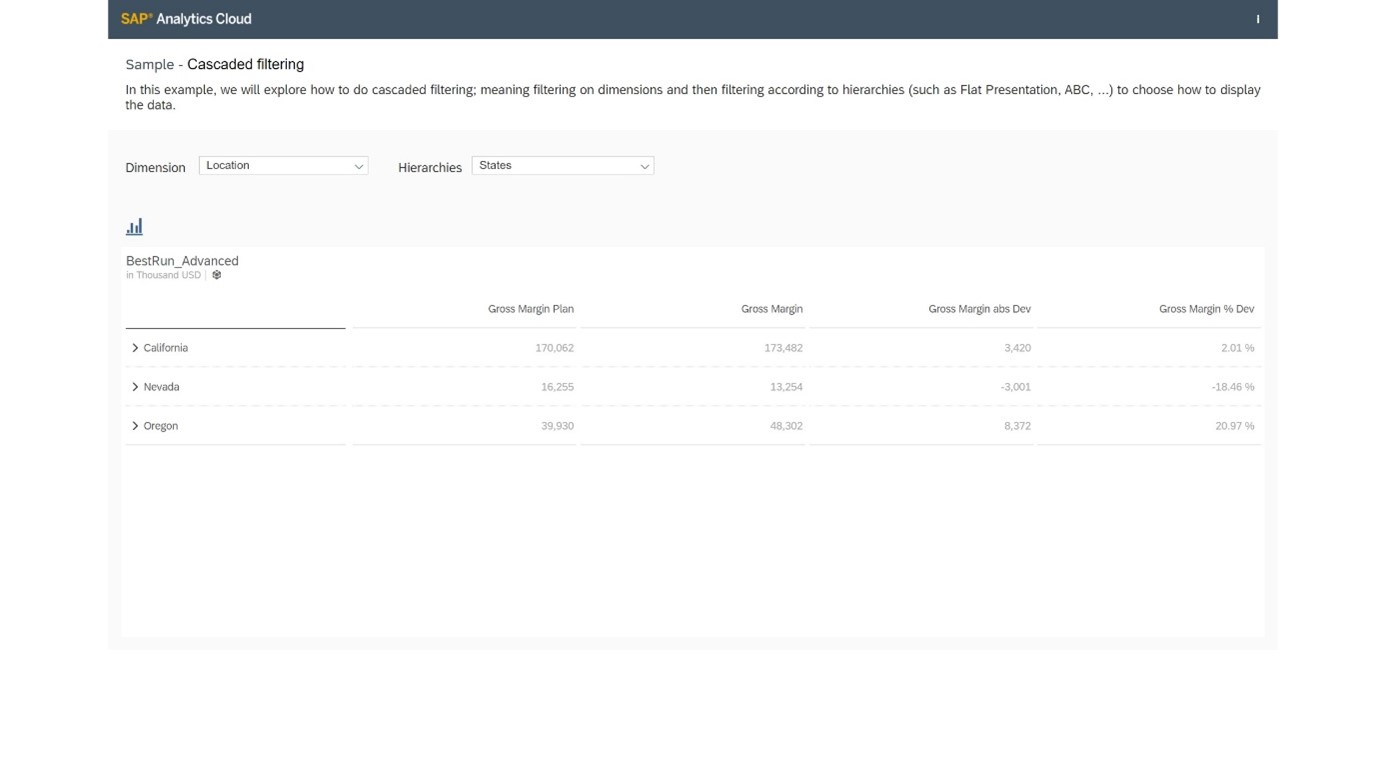 SAP® Analytics Cloud
Sample - Cascaded filtering
In this example, we will explore how to do cascaded filtering; meaning filtering on dimensions and then filtering according to hierarchies (such as Flat Presentation, ABC, ...) to choose how to display
the data.
Dimension Location Hierarchies States
BestRun_Advanced
in Thousand USD |
Gross Margin Plan Gross Margin Gross Margin abs Dev Gross Margin % Dev
California 170,062 173,482 3,420 2.01 %
Nevada 16,255 13,254 -3,001 -18.46 %
Oregon 39,930 48,302 8,372 20.97 %